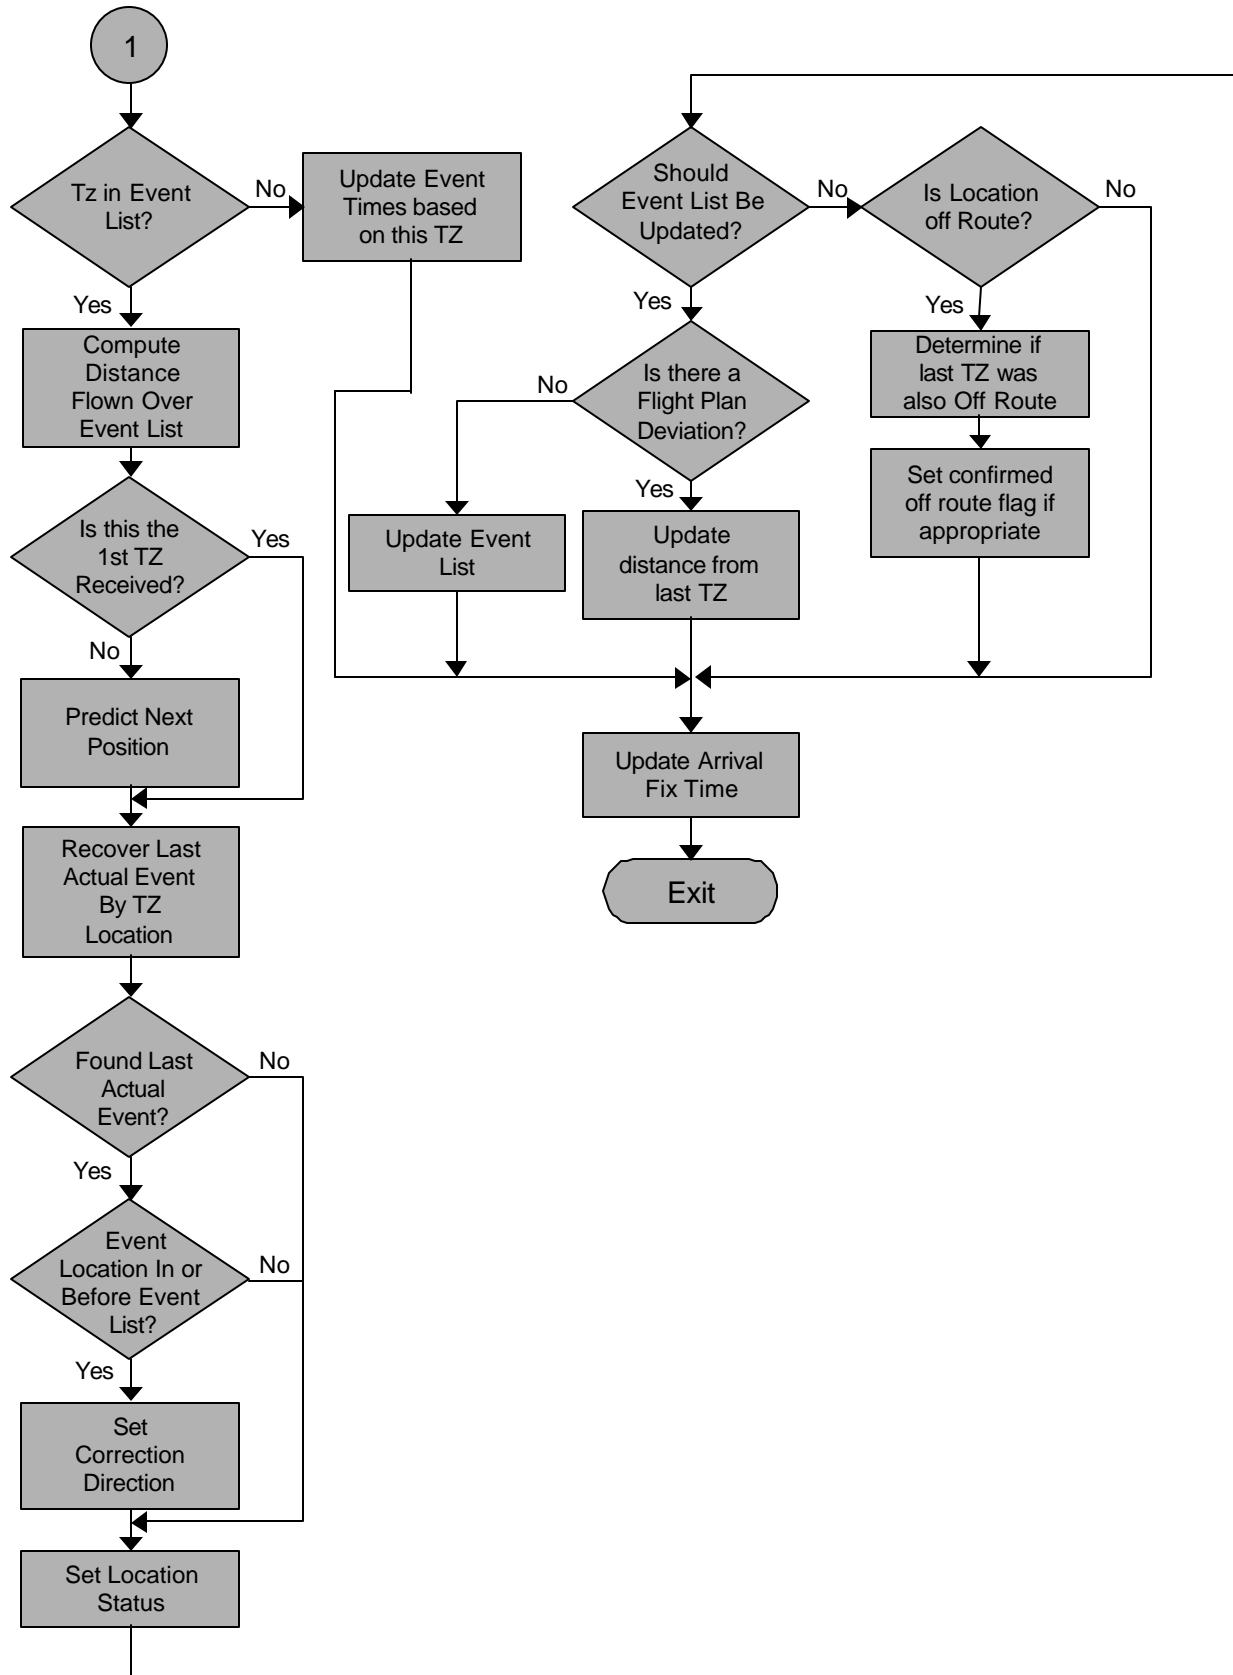 1
Tz in Event
List?
No
Update Event
Times based
on this TZ
Yes
Compute
Distance
Flown Over
Event List
Is this the
1st TZ
Received?
Yes
No
Predict Next
Position
Recover Last
Actual Event
By TZ
Location
Found Last
Actual
Event?
No
Yes
Event
Location In or
Before Event
List?
No
Yes
Set
Correction
Direction
Set Location
Status
Should
Event List Be
Updated?
No
Is Location
off Route?
No
Yes
Yes
Is there a
Flight Plan
Deviation?
No
Yes
Update Event
List
Update
distance from
last TZ
Determine if
last TZ was
also Off Route
Set confirmed
off route flag if
appropriate
Update Arrival
Fix Time
Exit